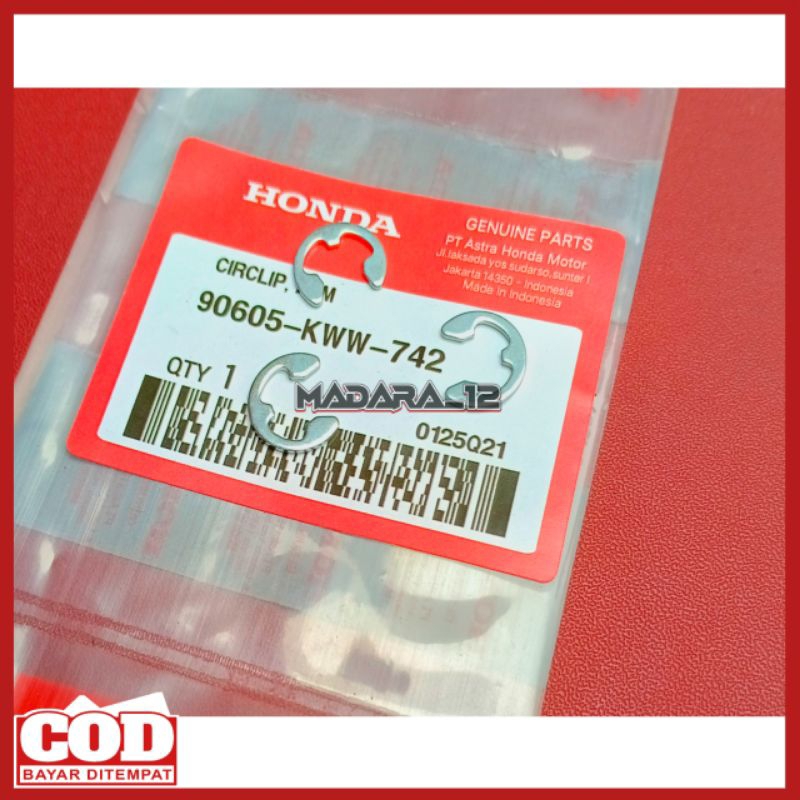 HONDA
GENUINE PARTS
PT Astra Honda Motor
Jl.laksada yos sudarso,sunter I
Jakarta 14350 - Indonesia
Made in Indonesia
CIRCLIP,
90605-KWW-742
QTY 1
MADARA_12
0125Q21
COD
BAYAR DITEMPAT